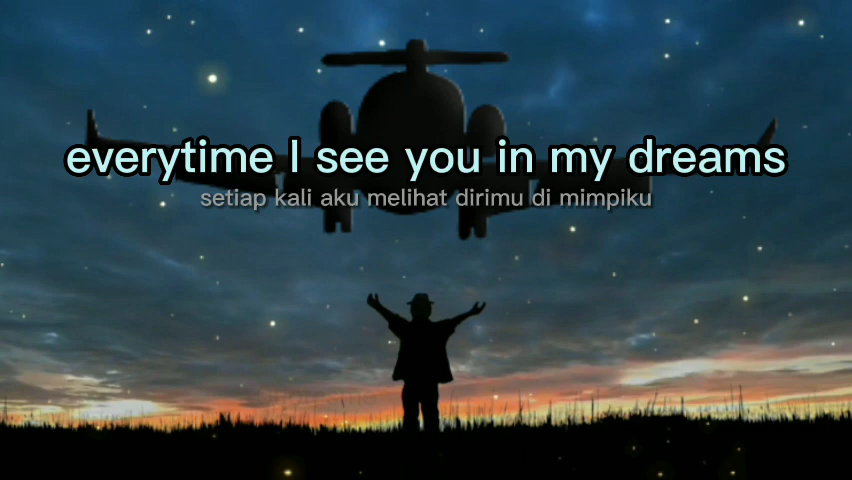 everytime I see you in my dreams
setiap kali aku melihat dirimu di mimpiku